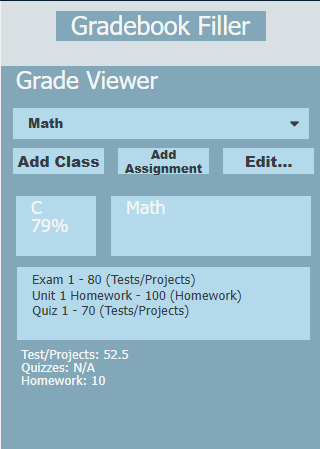 Gradebook Filler
Grade Viewer
Math
Add Class
Add
Assignment
Edit...
C
79%
Math
Exam 1 - 80 (Tests/Projects)
Unit 1 Homework - 100 (Homework)
Quiz 1 - 70 (Tests/Projects)
Test/Projects: 52.5
Quizzes: N/A
Homework: 10